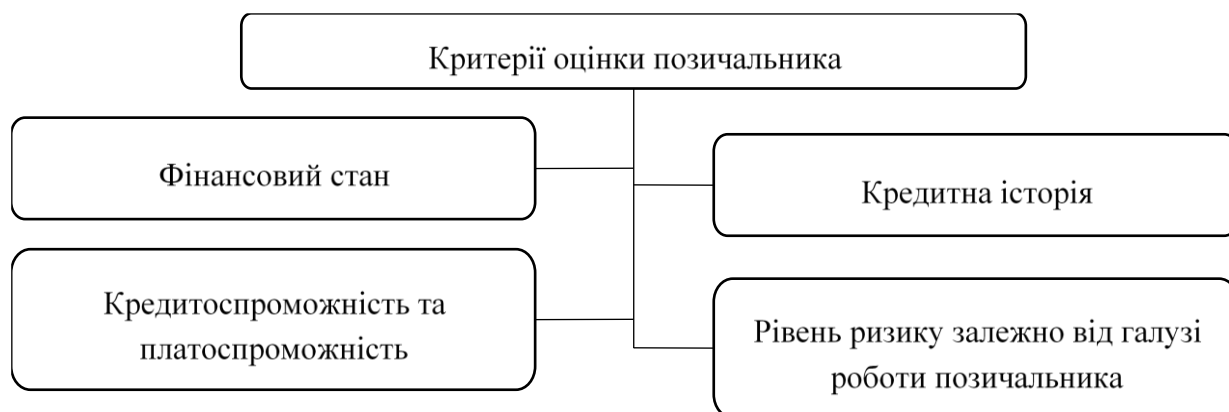 Критерії оцінки позичальника
Фінансовий стан
Кредитна історія
Кредитоспроможність та
платоспроможність
Рівень ризику залежно від галузі
роботи позичальника